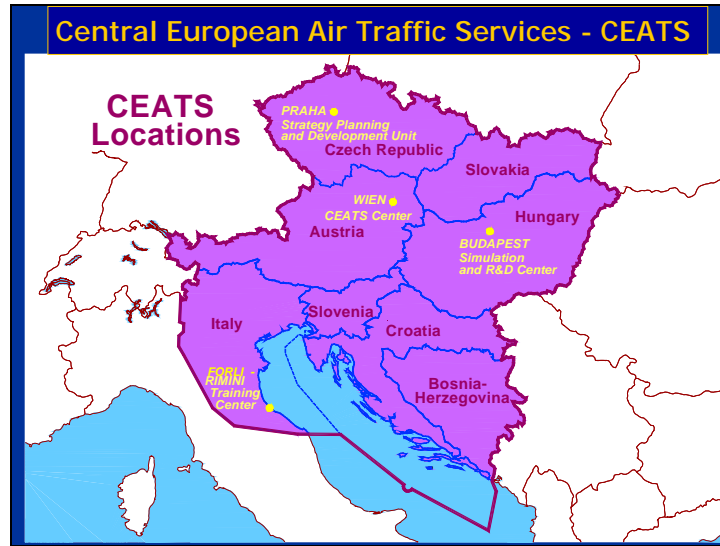 Central European Air Traffic Services - CEATS
CEATS
Locations
PRAHA
Strategy Planning
and Development Unit
Czech Republic
Slovakia
WIEN
CEATS Center
Austria
Hungary
BUDAPEST
Simulation
and R&D Center
Italy
Slovenia
Croatia
FORLI -
RIMINI
Training
Center
Bosnia-
Herzegovina